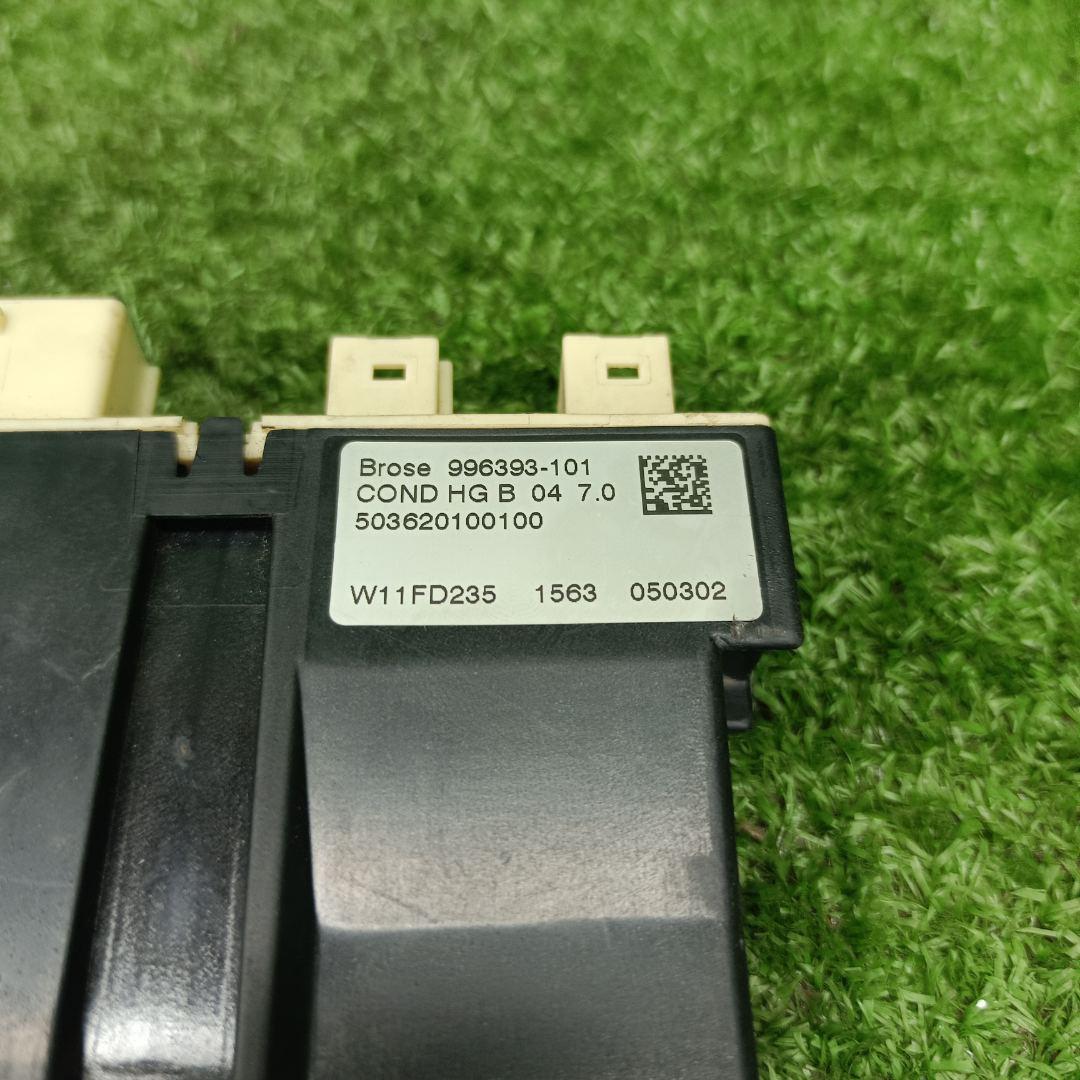 Brose 996393-101
COND HG B 04 7.0
503620100100
W11FD235 1563 050302